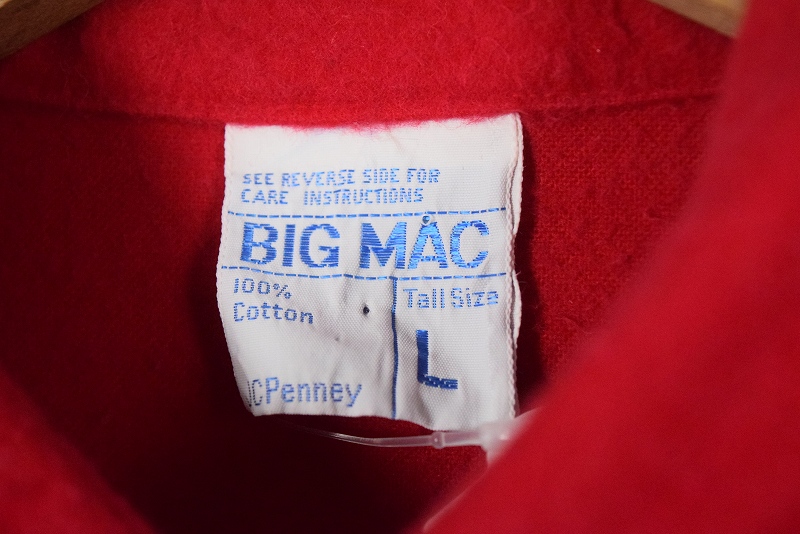 SEE REVERSE SIDE FOR
CARE INSTRUCTIONS
BIG MAC
100%
Cotton
Tall Size
L
JCPenney